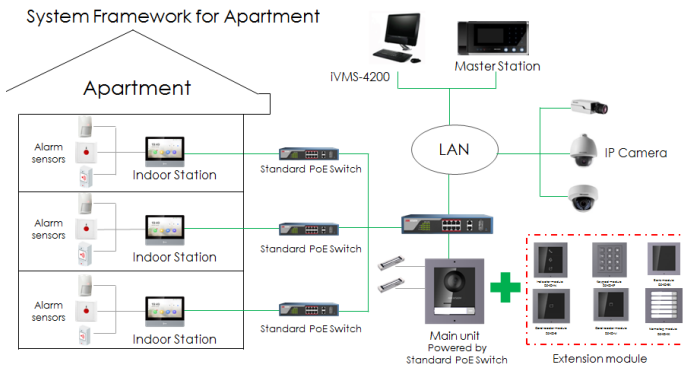 System Framework for Apartment
Apartment
Alarm
sensors
Indoor Station
Standard PoE Switch
Alarm
sensors
Indoor Station
Standard PoE Switch
Alarm
sensors
Indoor Station
Standard PoE Switch
iVMS-4200
Master Station
LAN
IP Camera
Main unit
Powered by
Standard PoE Switch
Extension module